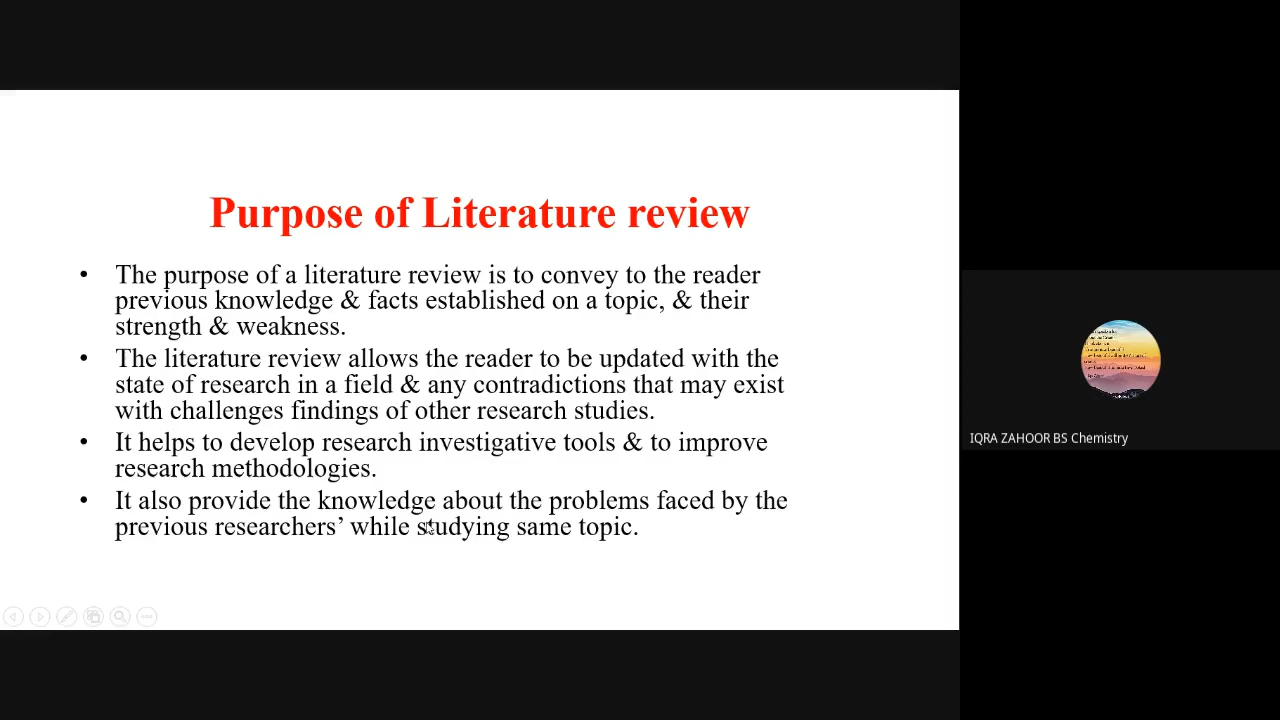 Purpose of Literature review
• The purpose of a literature review is to convey to the reader
previous knowledge & facts established on a topic, & their
strength & weakness.
• The literature review allows the reader to be updated with the
state of research in a field & any contradictions that may exist
with challenges findings of other research studies.
• It helps to develop research investigative tools & to improve
research methodologies.
• It also provide the knowledge about the problems faced by the
previous researchers’ while studying same topic.
IQRA ZAHOOR BS Chemistry